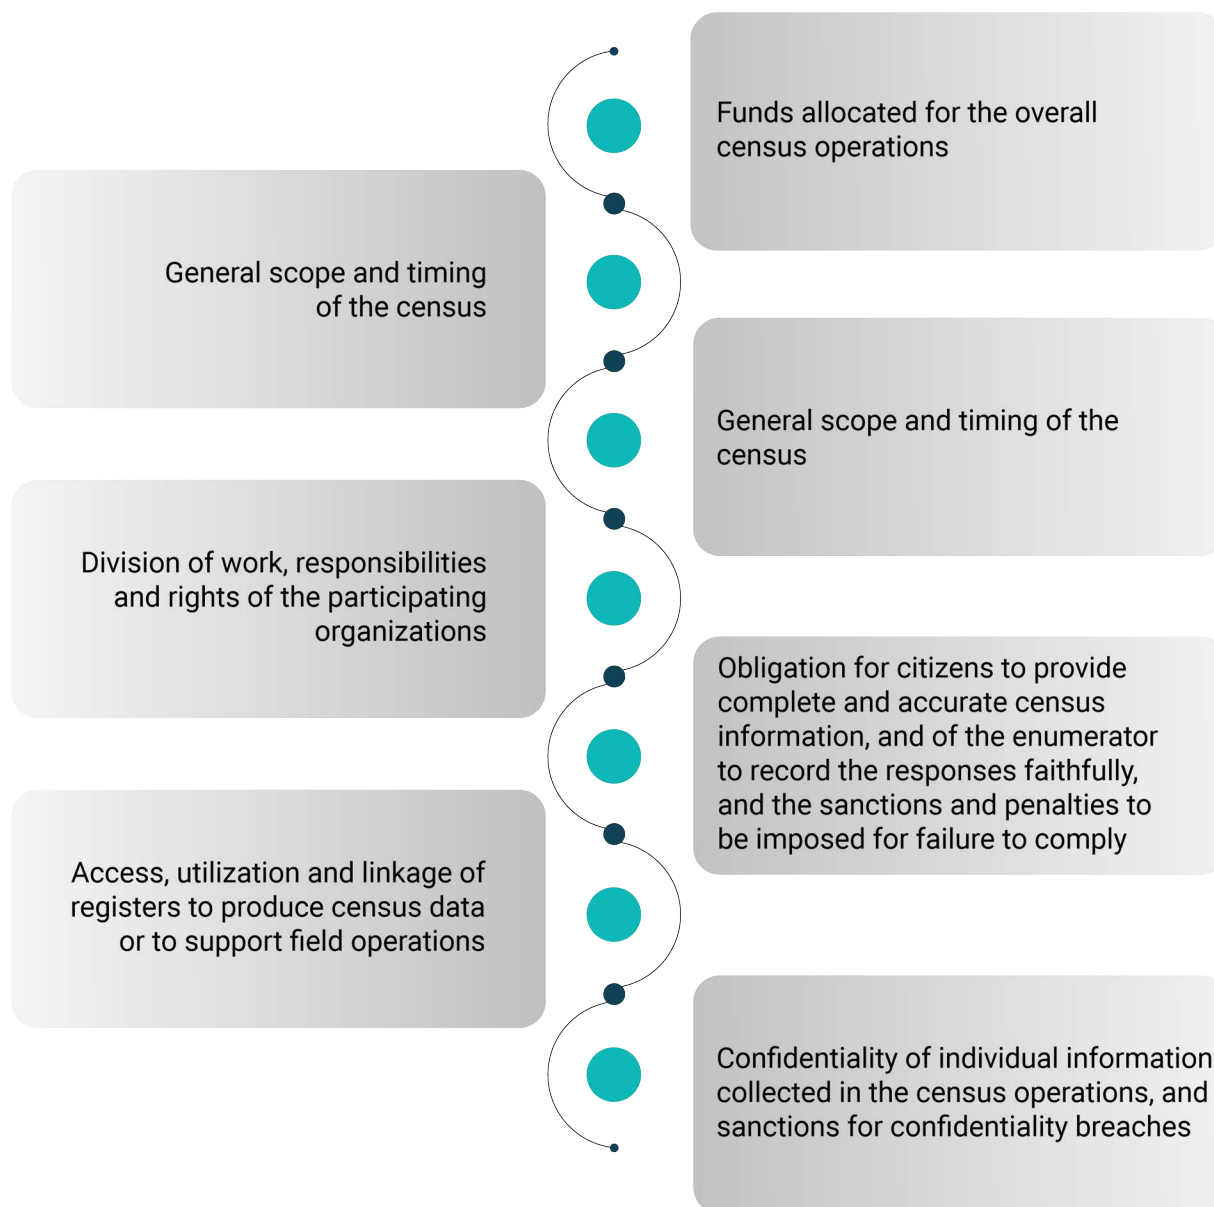 Funds allocated for the overall
census operations
General scope and timing
of the census
General scope and timing of the
census
Division of work, responsibilities
and rights of the participating
organizations
Obligation for citizens to provide
complete and accurate census
information, and of the enumerator
to record the responses faithfully,
and the sanctions and penalties to
be imposed for failure to comply
Access, utilization and linkage of
registers to produce census data
or to support field operations
Confidentiality of individual information
collected in the census operations, and
sanctions for confidentiality breaches